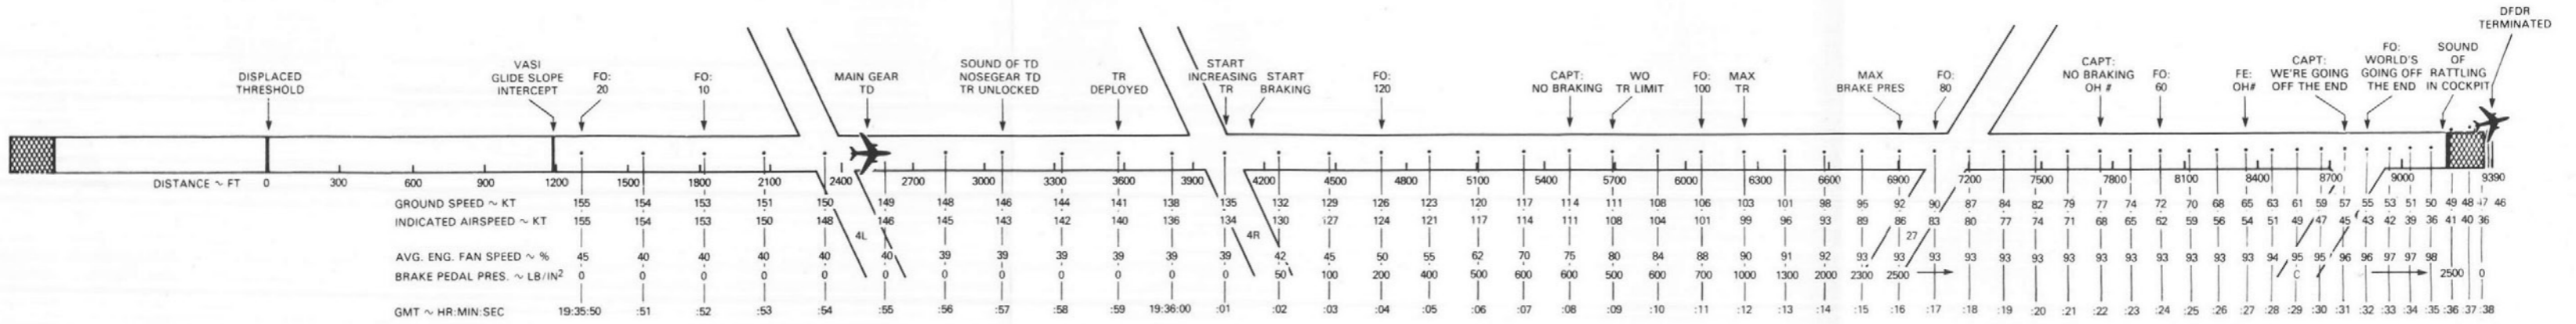 DFDR
TERMINATED
DISPLACED
THRESHOLD
VASI
GLIDE SLOPE
INTERCEPT
FO:
20
FO:
10
MAIN GEAR
TD
SOUND OF TD
NOSEGEAR TD
TR UNLOCKED
TR
DEPLOYED
START
INCREASING
TR
START
BRAKING
FO:
120
CAPT:
NO BRAKING
WO
TR LIMIT
FO:
100
MAX
TR
MAX
BRAKE PRES
FO:
80
CAPT:
NO BRAKING
OH #
FO:
60
FE:
OH#
CAPT:
WE'RE GOING
OFF THE END
FO:
WORLD'S
GOING OFF
THE END
SOUND
OF
RATTLING
IN COCKPIT
DISTANCE ~ FT 0 300 600 900 1200 1500 1800 2100 2400 2700 3000 3300 3600 3900 4200 4500 4800 5100 5400 5700 6000 6300 6600 6900 7200 7500 7800 8100 8400 8700 9000 9390
GROUND SPEED ~ KT 155 154 153 151 150 149 148 146 144 141 138 135 132 129 126 123 120 117 114 111 108 106 103 101 98 95 92 90 87 84 82 79 77 74 72 70 68 65 63 61 59 57 55 53 51 50 49 48 47 46
INDICATED AIRSPEED ~ KT 155 154 153 150 148 146 145 143 142 140 136 134 130 127 124 121 117 114 111 108 104 101 99 96 93 89 86 83 80 77 74 71 68 65 62 59 56 54 51 49 47 45 43 42 39 36 41 40 36
4L 4R 27
AVG. ENG. FAN SPEED ~ % 45 40 40 40 40 40 39 39 39 39 39 39 42 45 50 55 62 70 75 80 84 88 90 91 92 93 93 93 93 93 93 93 93 93 93 93 93 93 94 95 95 96 96 97 97 98
BRAKE PEDAL PRES. ~ LB/IN² 0 0 0 0 0 0 0 0 0 0 0 0 50 100 200 400 500 600 600 500 600 700 1000 1300 2000 2300 2500 C 2500 0
GMT ~ HR:MIN:SEC 19:35:50 :51 :52 :53 :54 :55 :56 :57 :58 :59 19:36:00 :01 :02 :03 :04 :05 :06 :07 :08 :09 :10 :11 :12 :13 :14 :15 :16 :17 :18 :19 :20 :21 :22 :23 :24 :25 :26 :27 :28 :29 :30 :31 :32 :33 :34 :35 :36 :37 :38